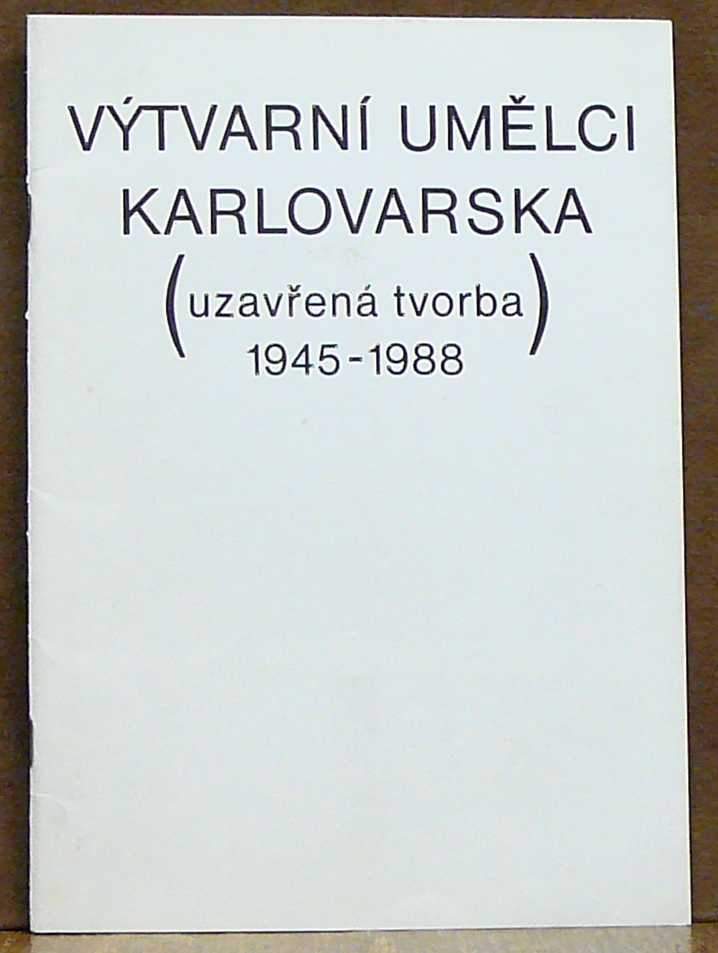 VÝTVARNÍ UMĚLCI
KARLOVARSKA
(uzavřená tvorba)
1945-1988